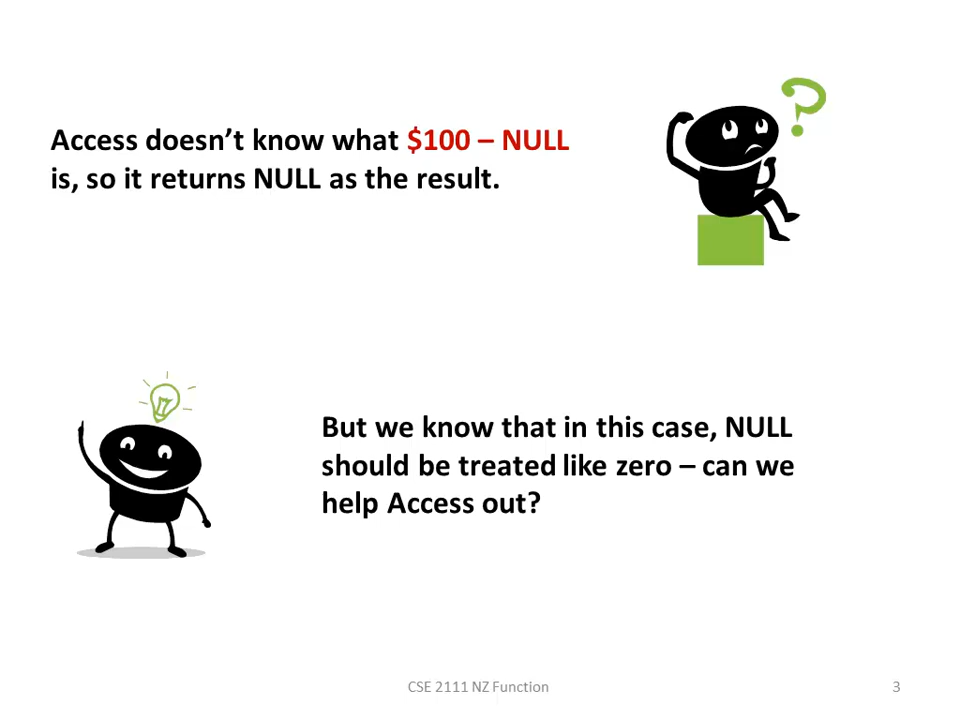 Access doesn’t know what $100 – NULL
is, so it returns NULL as the result.
But we know that in this case, NULL
should be treated like zero – can we
help Access out?
CSE 2111 NZ Function
3